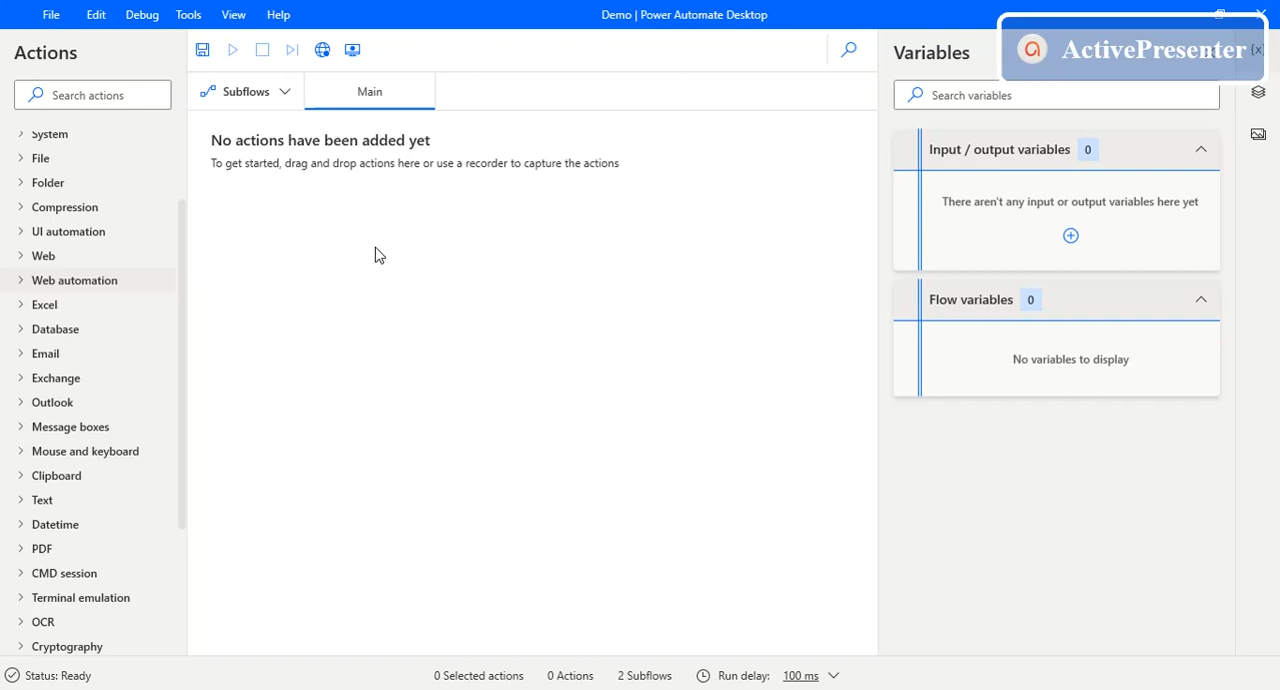 File Edit Debug Tools View Help
Demo | Power Automate Desktop
ActivePresenter
Actions
Search actions
System
File
Folder
Compression
UI automation
Web
Web automation
Excel
Database
Email
Exchange
Outlook
Message boxes
Mouse and keyboard
Clipboard
Text
Datetime
PDF
CMD session
Terminal emulation
OCR
Cryptography
Subflows
Main
No actions have been added yet
To get started, drag and drop actions here or use a recorder to capture the actions
Variables
{x}
Search variables
Input / output variables 0
There aren't any input or output variables here yet
Flow variables 0
No variables to display
Status: Ready
0 Selected actions
0 Actions
2 Subflows
Run delay: 100 ms